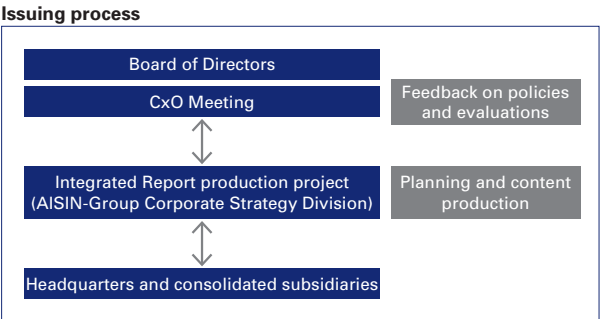 Issuing process
Board of Directors
CxO Meeting
Feedback on policies
and evaluations
Integrated Report production project
(AISIN-Group Corporate Strategy Division)
Planning and content
production
Headquarters and consolidated subsidiaries